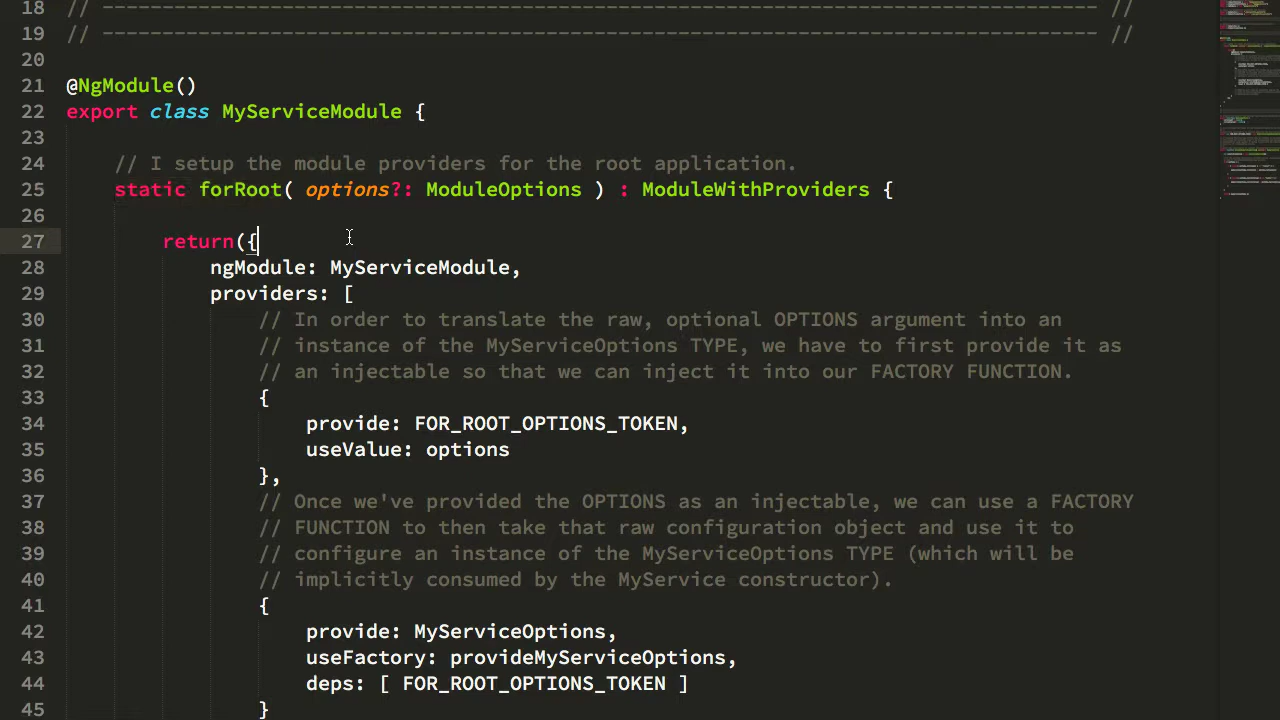 18 // ----------------------------------------------------------------------------------- //
19 // ----------------------------------------------------------------------------------- //
20
21 @NgModule()
22 export class MyServiceModule {
23
24 // I setup the module providers for the root application.
25 static forRoot( options?: ModuleOptions ) : ModuleWithProviders {
26
27 return({
28 ngModule: MyServiceModule,
29 providers: [
30 // In order to translate the raw, optional OPTIONS argument into an
31 // instance of the MyServiceOptions TYPE, we have to first provide it as
32 // an injectable so that we can inject it into our FACTORY FUNCTION.
33 {
34 provide: FOR_ROOT_OPTIONS_TOKEN,
35 useValue: options
36 },
37 // Once we've provided the OPTIONS as an injectable, we can use a FACTORY
38 // FUNCTION to then take that raw configuration object and use it to
39 // configure an instance of the MyServiceOptions TYPE (which will be
40 // implicitly consumed by the MyService constructor).
41 {
42 provide: MyServiceOptions,
43 useFactory: provideMyServiceOptions,
44 deps: [ FOR_ROOT_OPTIONS_TOKEN ]
45 }